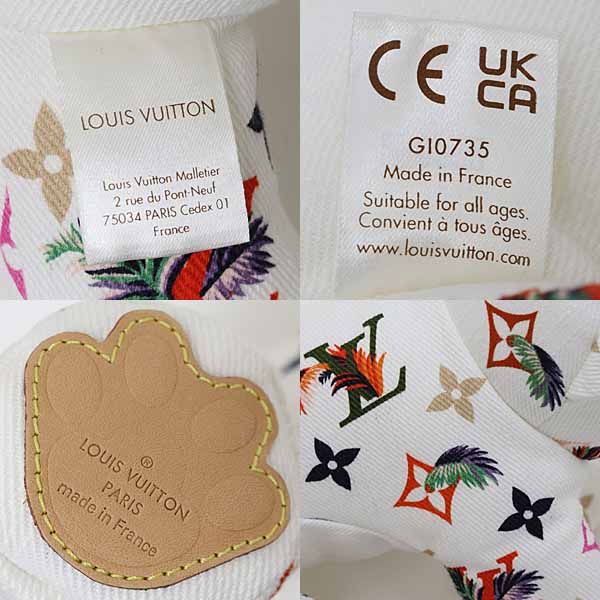 LOUIS VUITTON
Louis Vuitton Malletier
2 rue du Pont-Neuf
75034 PARIS Cedex 01
France
CE UK
CA
GI0735
Made in France
Suitable for all ages.
Convient à tous âges.
www.louisvuitton.com
®
LOUIS VUITTON
PARIS
made in France
LV
LV